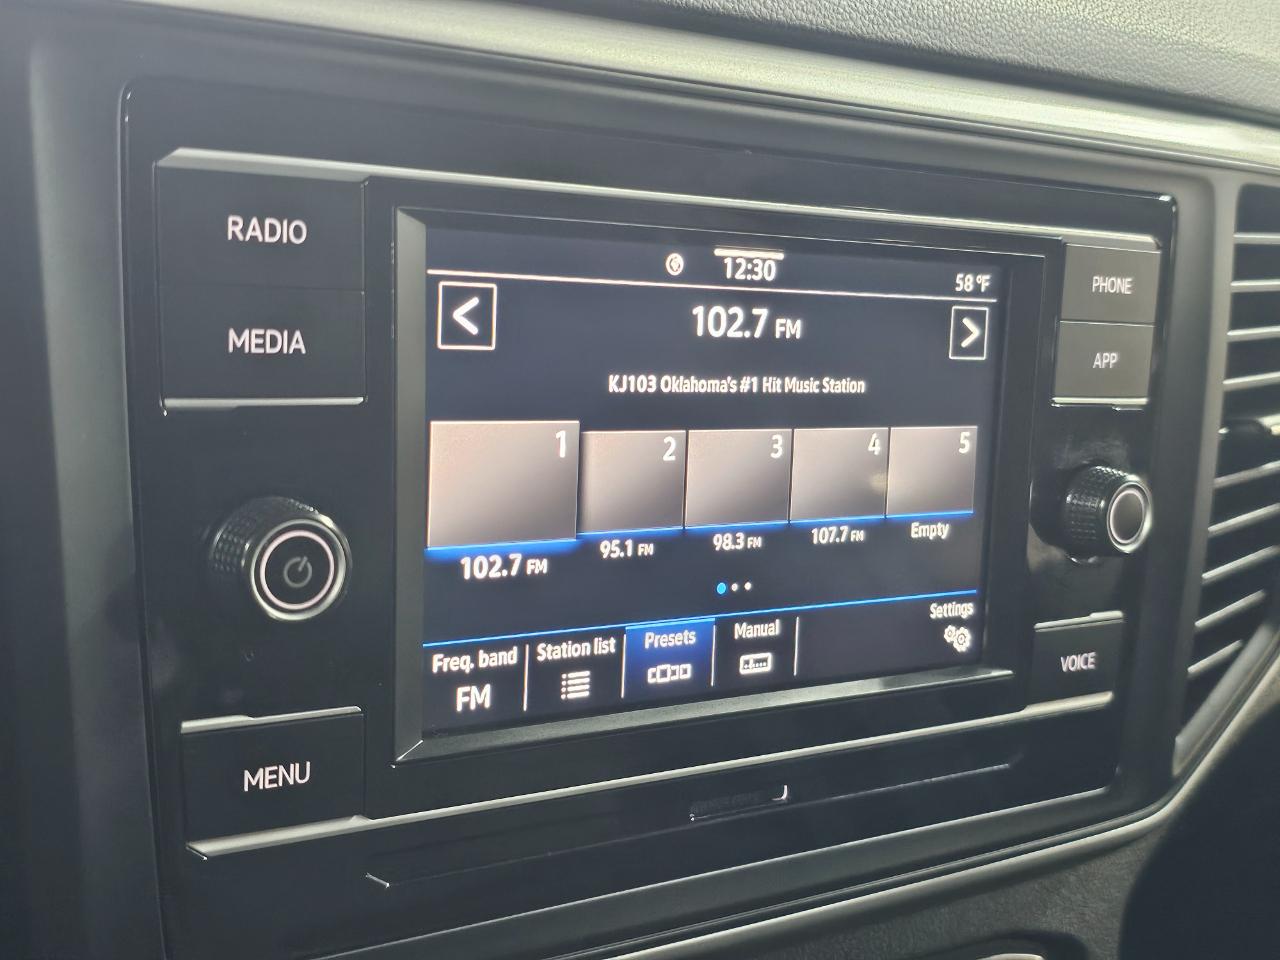 RADIO
MEDIA
MENU
12:30
58 °F
<
102.7 FM
>
KJ103 Oklahoma's #1 Hit Music Station
1 2 3 4 5
102.7 FM 95.1 FM 98.3 FM 107.7 FM Empty
Freq. band Station list Presets Manual Settings
FM
PHONE
APP
VOICE